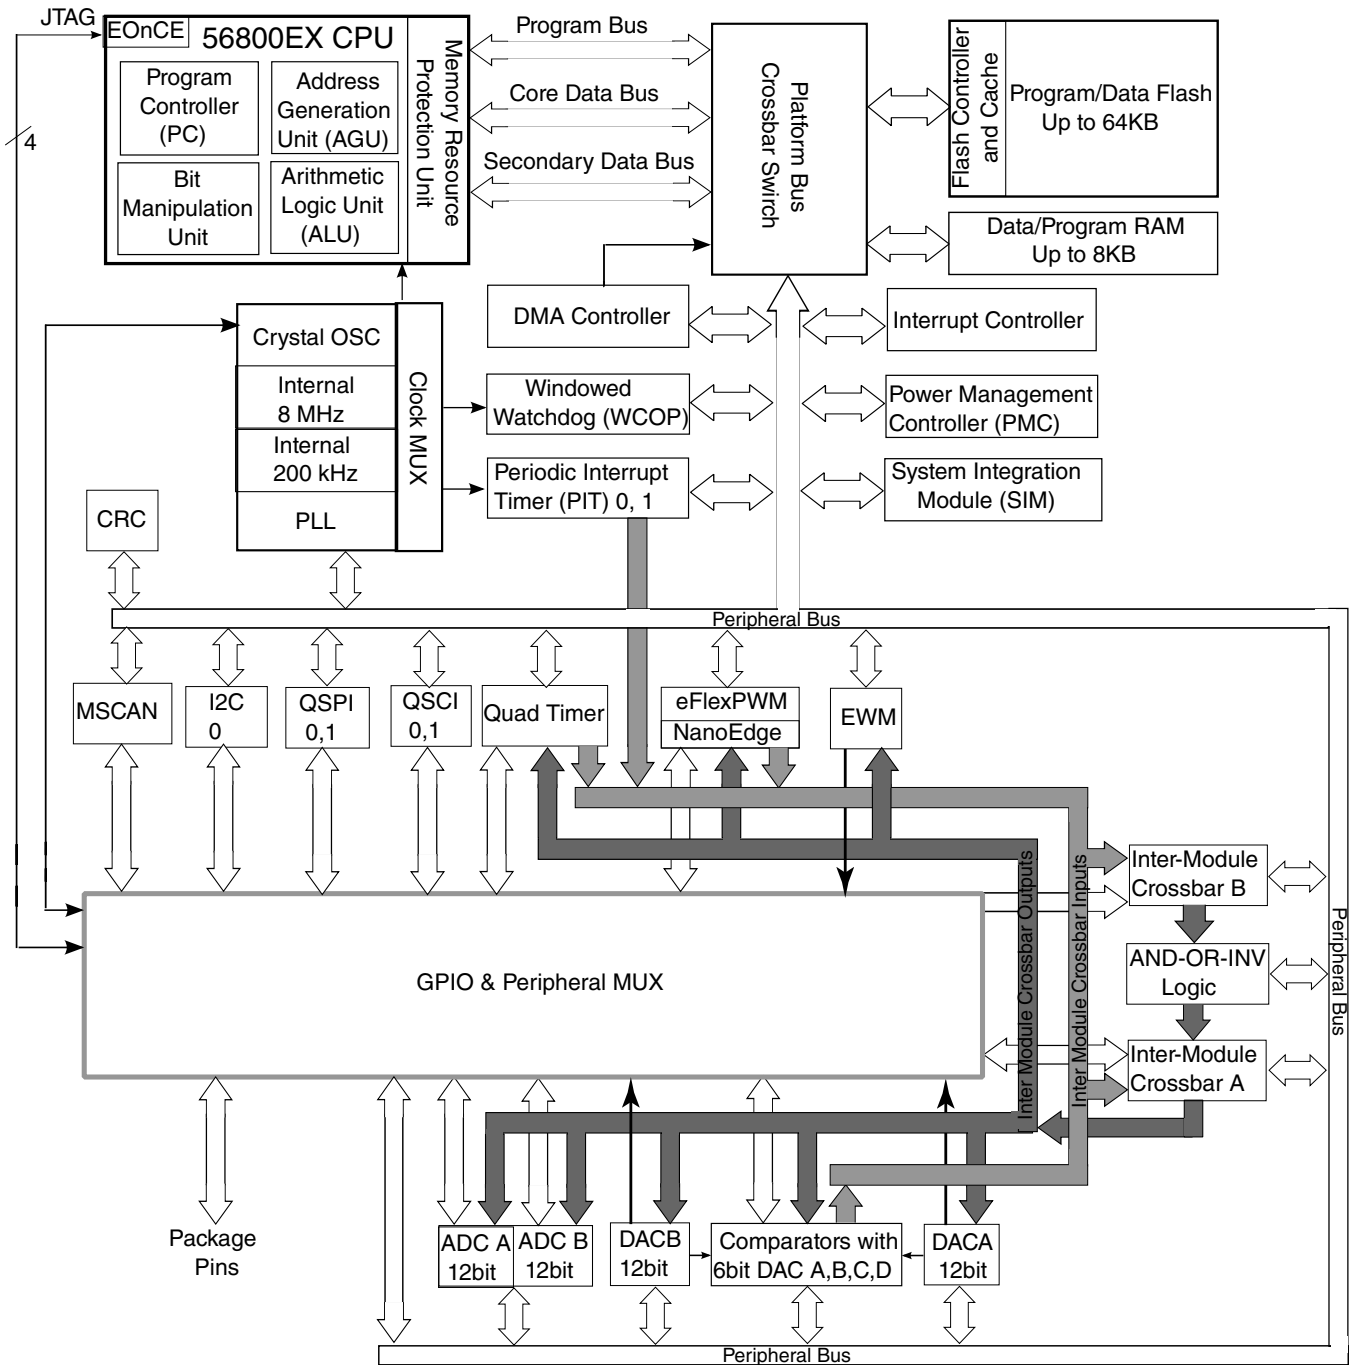 JTAG
EOnCE
56800EX CPU
Program
Controller
(PC)
Address
Generation
Unit (AGU)
Bit
Manipulation
Unit
Arithmetic
Logic Unit
(ALU)
Memory Resource
Protection Unit
4
Program Bus
Core Data Bus
Secondary Data Bus
Platform Bus
Crossbar Swirch
Flash Controller
and Cache
Program/Data Flash
Up to 64KB
Data/Program RAM
Up to 8KB
Crystal OSC
Internal
8 MHz
Internal
200 kHz
PLL
Clock MUX
DMA Controller
Windowed
Watchdog (WCOP)
Periodic Interrupt
Timer (PIT) 0, 1
Interrupt Controller
Power Management
Controller (PMC)
System Integration
Module (SIM)
CRC
Peripheral Bus
MSCAN
I2C
0
QSPI
0,1
QSCI
0,1
Quad Timer
eFlexPWM
NanoEdge
EWM
Inter Module Crossbar Outputs
Inter Module Crossbar Inputs
Inter-Module
Crossbar B
AND-OR-INV
Logic
Inter-Module
Crossbar A
Peripheral Bus
GPIO & Peripheral MUX
Package
Pins
ADC A
12bit
ADC B
12bit
DACB
12bit
Comparators with
6bit DAC A,B,C,D
DACA
12bit
Peripheral Bus